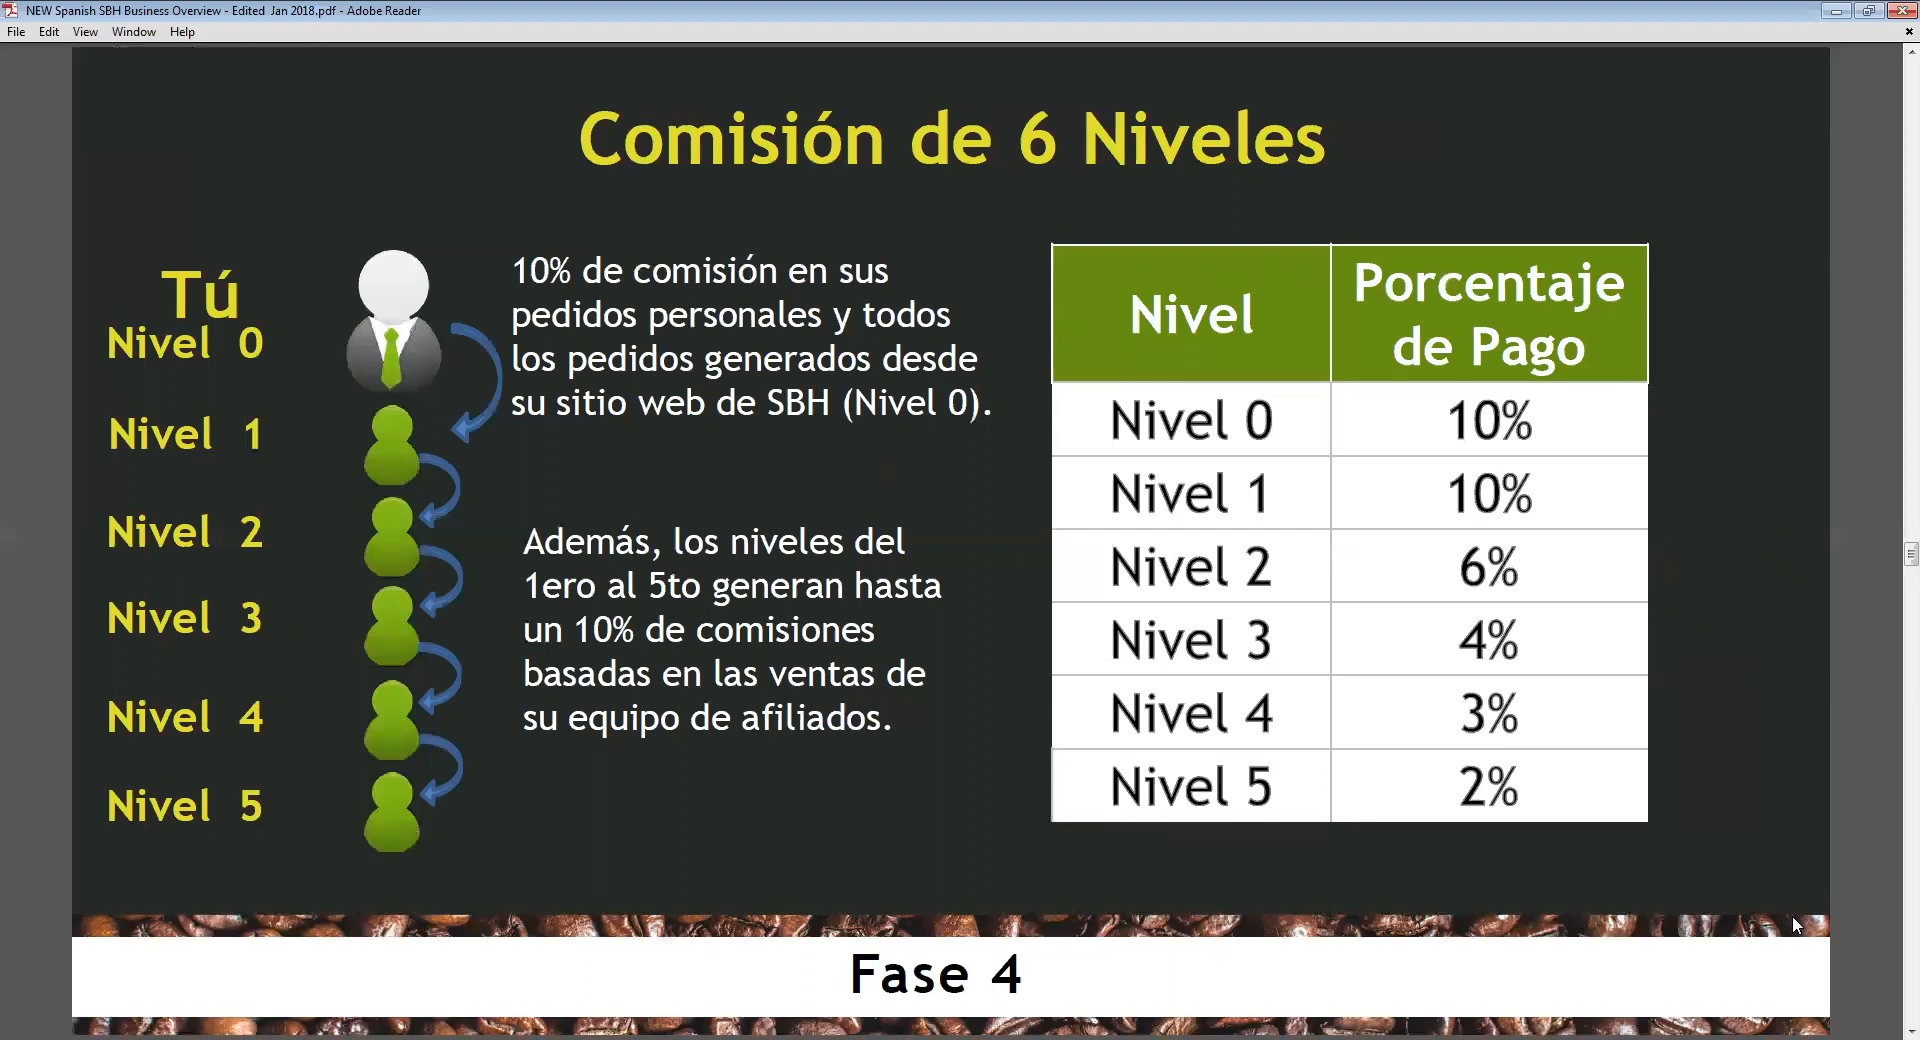 NEW Spanish SBH Business Overview - Edited  Jan 2018.pdf - Adobe Reader
File Edit View Window Help
Comisión de 6 Niveles
Tú
Nivel 0
Nivel 1
Nivel 2
Nivel 3
Nivel 4
Nivel 5
10% de comisión en sus
pedidos personales y todos
los pedidos generados desde
su sitio web de SBH (Nivel 0).
Además, los niveles del
1ero al 5to generan hasta
un 10% de comisiones
basadas en las ventas de
su equipo de afiliados.
Nivel Porcentaje
de Pago
Nivel 0 10%
Nivel 1 10%
Nivel 2 6%
Nivel 3 4%
Nivel 4 3%
Nivel 5 2%
Fase 4